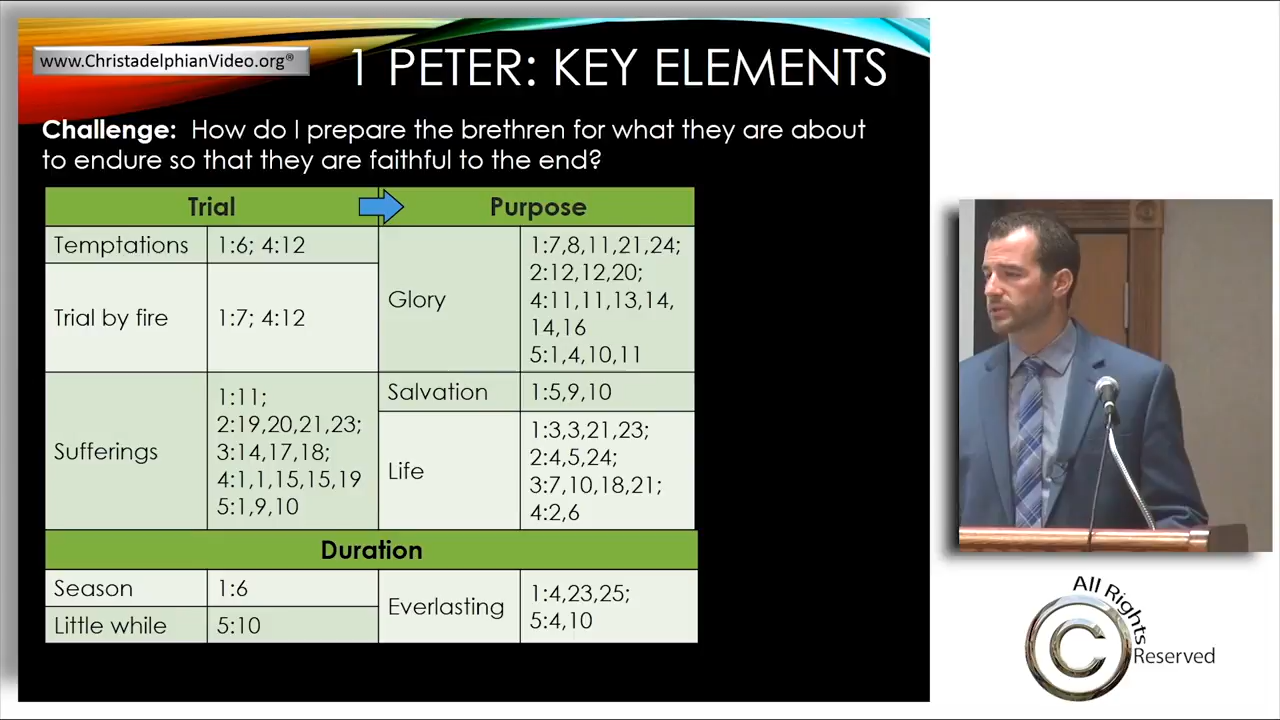 www.ChristadelphianVideo.org®
1 PETER: KEY ELEMENTS
Challenge: How do I prepare the brethren for what they are about
to endure so that they are faithful to the end?
Trial
Purpose
Temptations
1:6; 4:12
Trial by fire
1:7; 4:12
Sufferings
1:11;
2:19,20,21,23;
3:14,17,18;
4:1,1,15,15,19
5:1,9,10
Glory
1:7,8,11,21,24;
2:12,12,20;
4:11,11,13,14,
14,16
5:1,4,10,11
Salvation
1:5,9,10
Life
1:3,3,21,23;
2:4,5,24;
3:7,10,18,21;
4:2,6
Duration
Season
1:6
Little while
5:10
Everlasting
1:4,23,25;
5:4,10
All Rights
C
Reserved